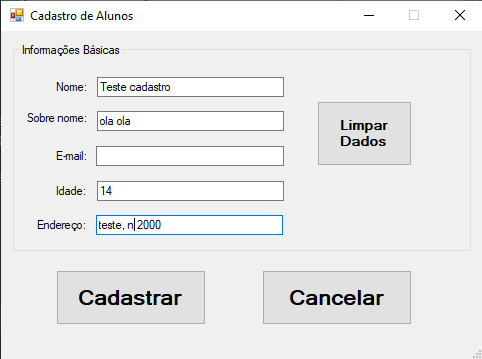 Cadastro de Alunos
Informações Básicas
Nome: Teste cadastro
Sobre nome: ola ola
E-mail:
Idade: 14
Endereço: teste, n 2000
Limpar
Dados
Cadastrar
Cancelar